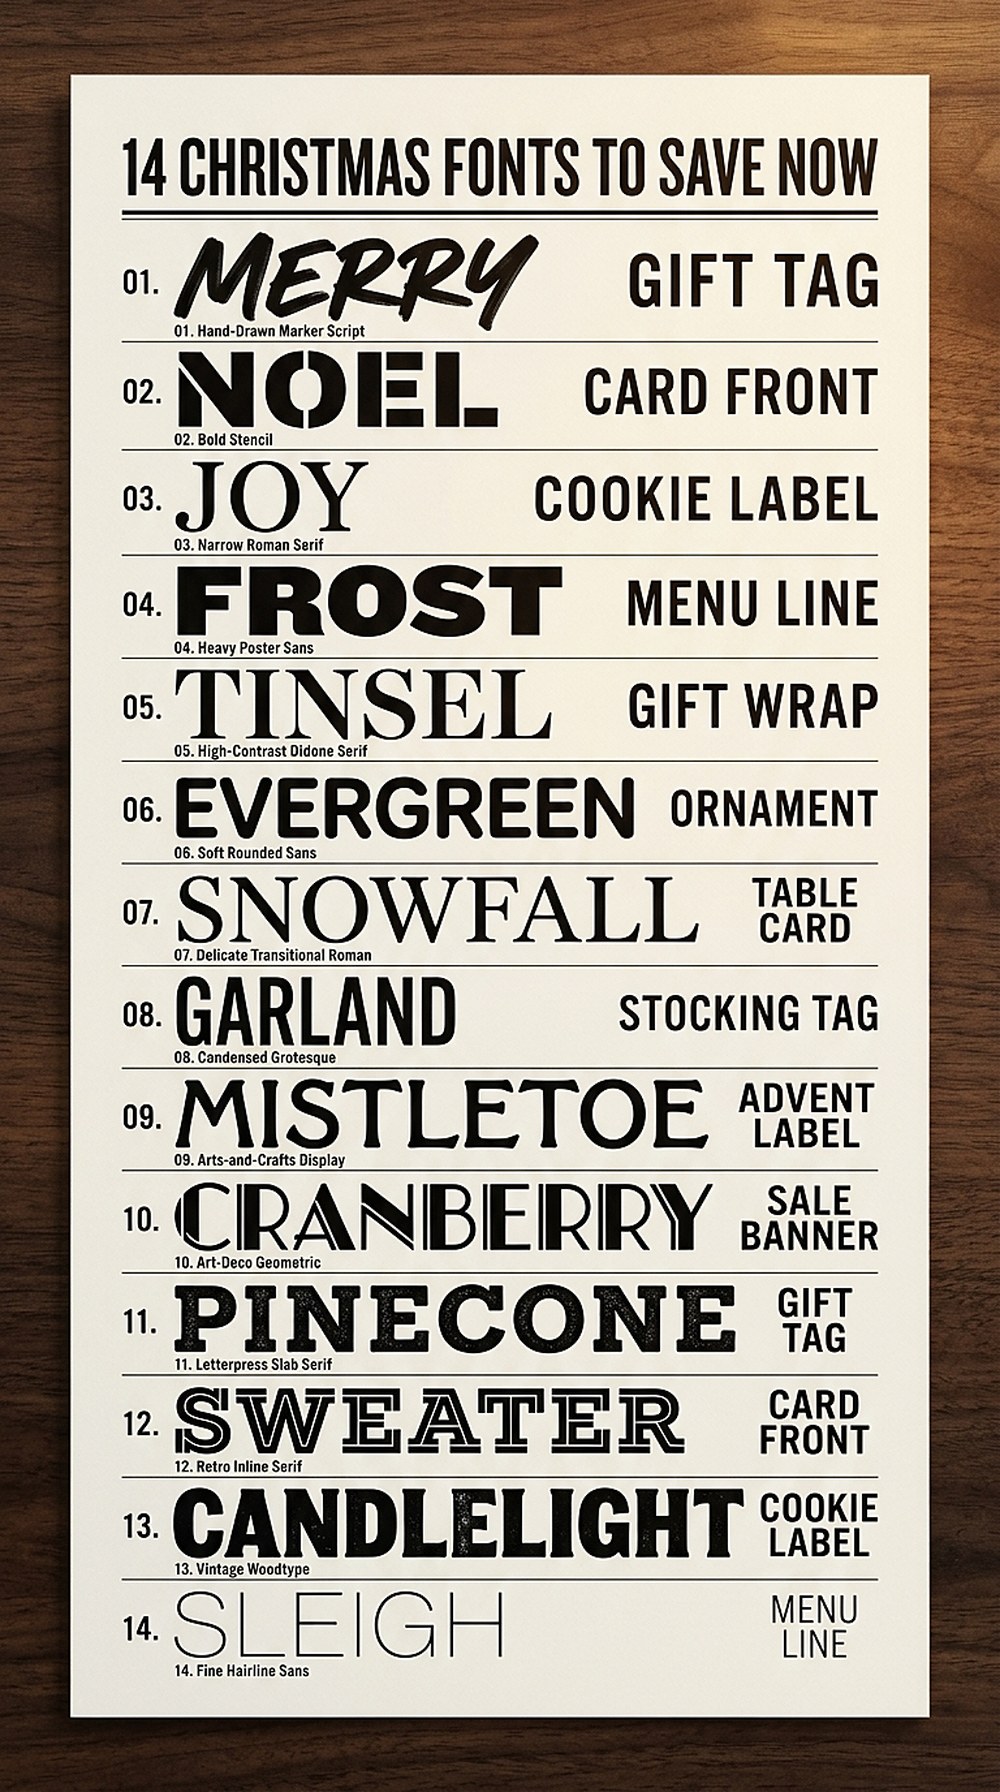 14 CHRISTMAS FONTS TO SAVE NOW
01. MERRY GIFT TAG
01. Hand-Drawn Marker Script
02. NOEL CARD FRONT
02. Bold Stencil
03. JOY COOKIE LABEL
03. Narrow Roman Serif
04. FROST MENU LINE
04. Heavy Poster Sans
05. TINSEL GIFT WRAP
05. High-Contrast Didone Serif
06. EVERGREEN ORNAMENT
06. Soft Rounded Sans
07. SNOWFALL TABLE
CARD
07. Delicate Transitional Roman
08. GARLAND STOCKING TAG
08. Condensed Grotesque
09. MISTLETOE ADVENT
LABEL
09. Arts-and-Crafts Display
10. CRANBERRY SALE
BANNER
10. Art-Deco Geometric
11. PINECONE GIFT
TAG
11. Letterpress Slab Serif
12. SWEATER CARD
FRONT
12. Retro Inline Serif
13. CANDLELIGHT COOKIE
LABEL
13. Vintage Woodtype
14. SLEIGH MENU
LINE
14. Fine Hairline Sans